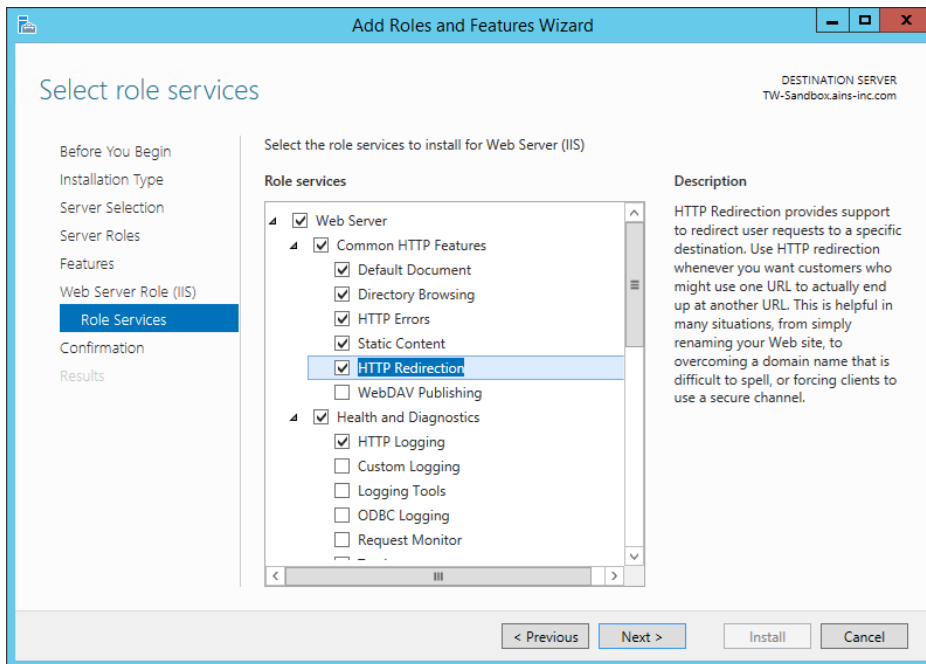 Add Roles and Features Wizard
Select role services
DESTINATION SERVER
TW-Sandbox.ains-inc.com
Before You Begin
Installation Type
Server Selection
Server Roles
Features
Web Server Role (IIS)
Role Services
Confirmation
Results
Select the role services to install for Web Server (IIS)
Role services
Web Server
Common HTTP Features
Default Document
Directory Browsing
HTTP Errors
Static Content
HTTP Redirection
WebDAV Publishing
Health and Diagnostics
HTTP Logging
Custom Logging
Logging Tools
ODBC Logging
Request Monitor
Description
HTTP Redirection provides support
to redirect user requests to a specific
destination. Use HTTP redirection
whenever you want customers who
might use one URL to actually end
up at another URL. This is helpful in
many situations, from simply
renaming your Web site, to
overcoming a domain name that is
difficult to spell, or forcing clients to
use a secure channel.
< Previous
Next >
Install
Cancel